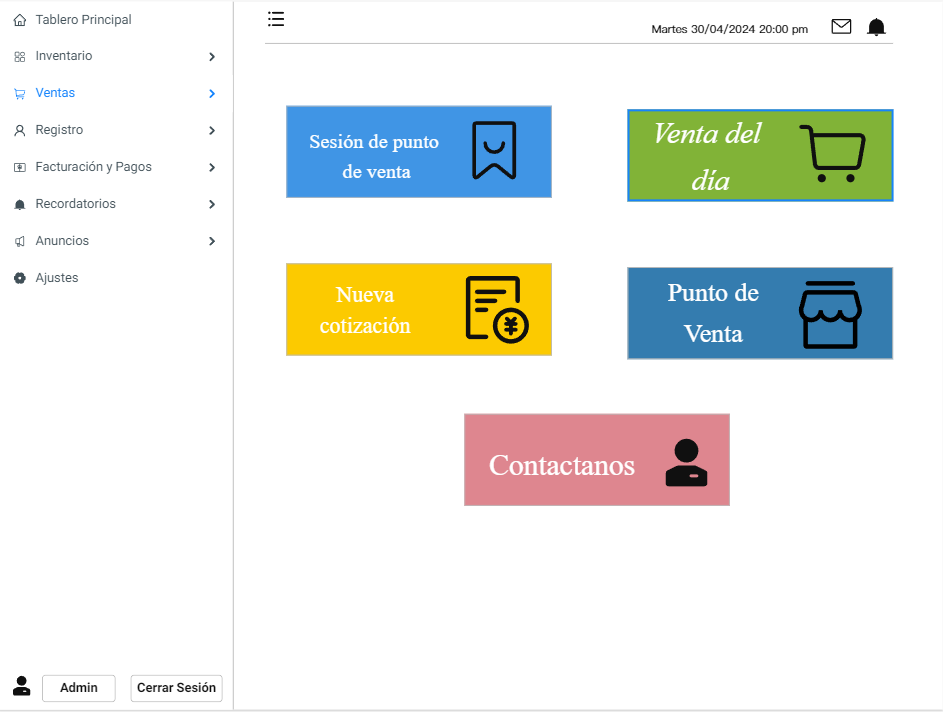 Tablero Principal
Inventario
Ventas
Registro
Facturación y Pagos
Recordatorios
Anuncios
Ajustes
Admin
Cerrar Sesión
Martes 30/04/2024 20:00 pm
Sesión de punto
de venta
Venta del
día
Nueva
cotización
¥
Punto de
Venta
Contactanos